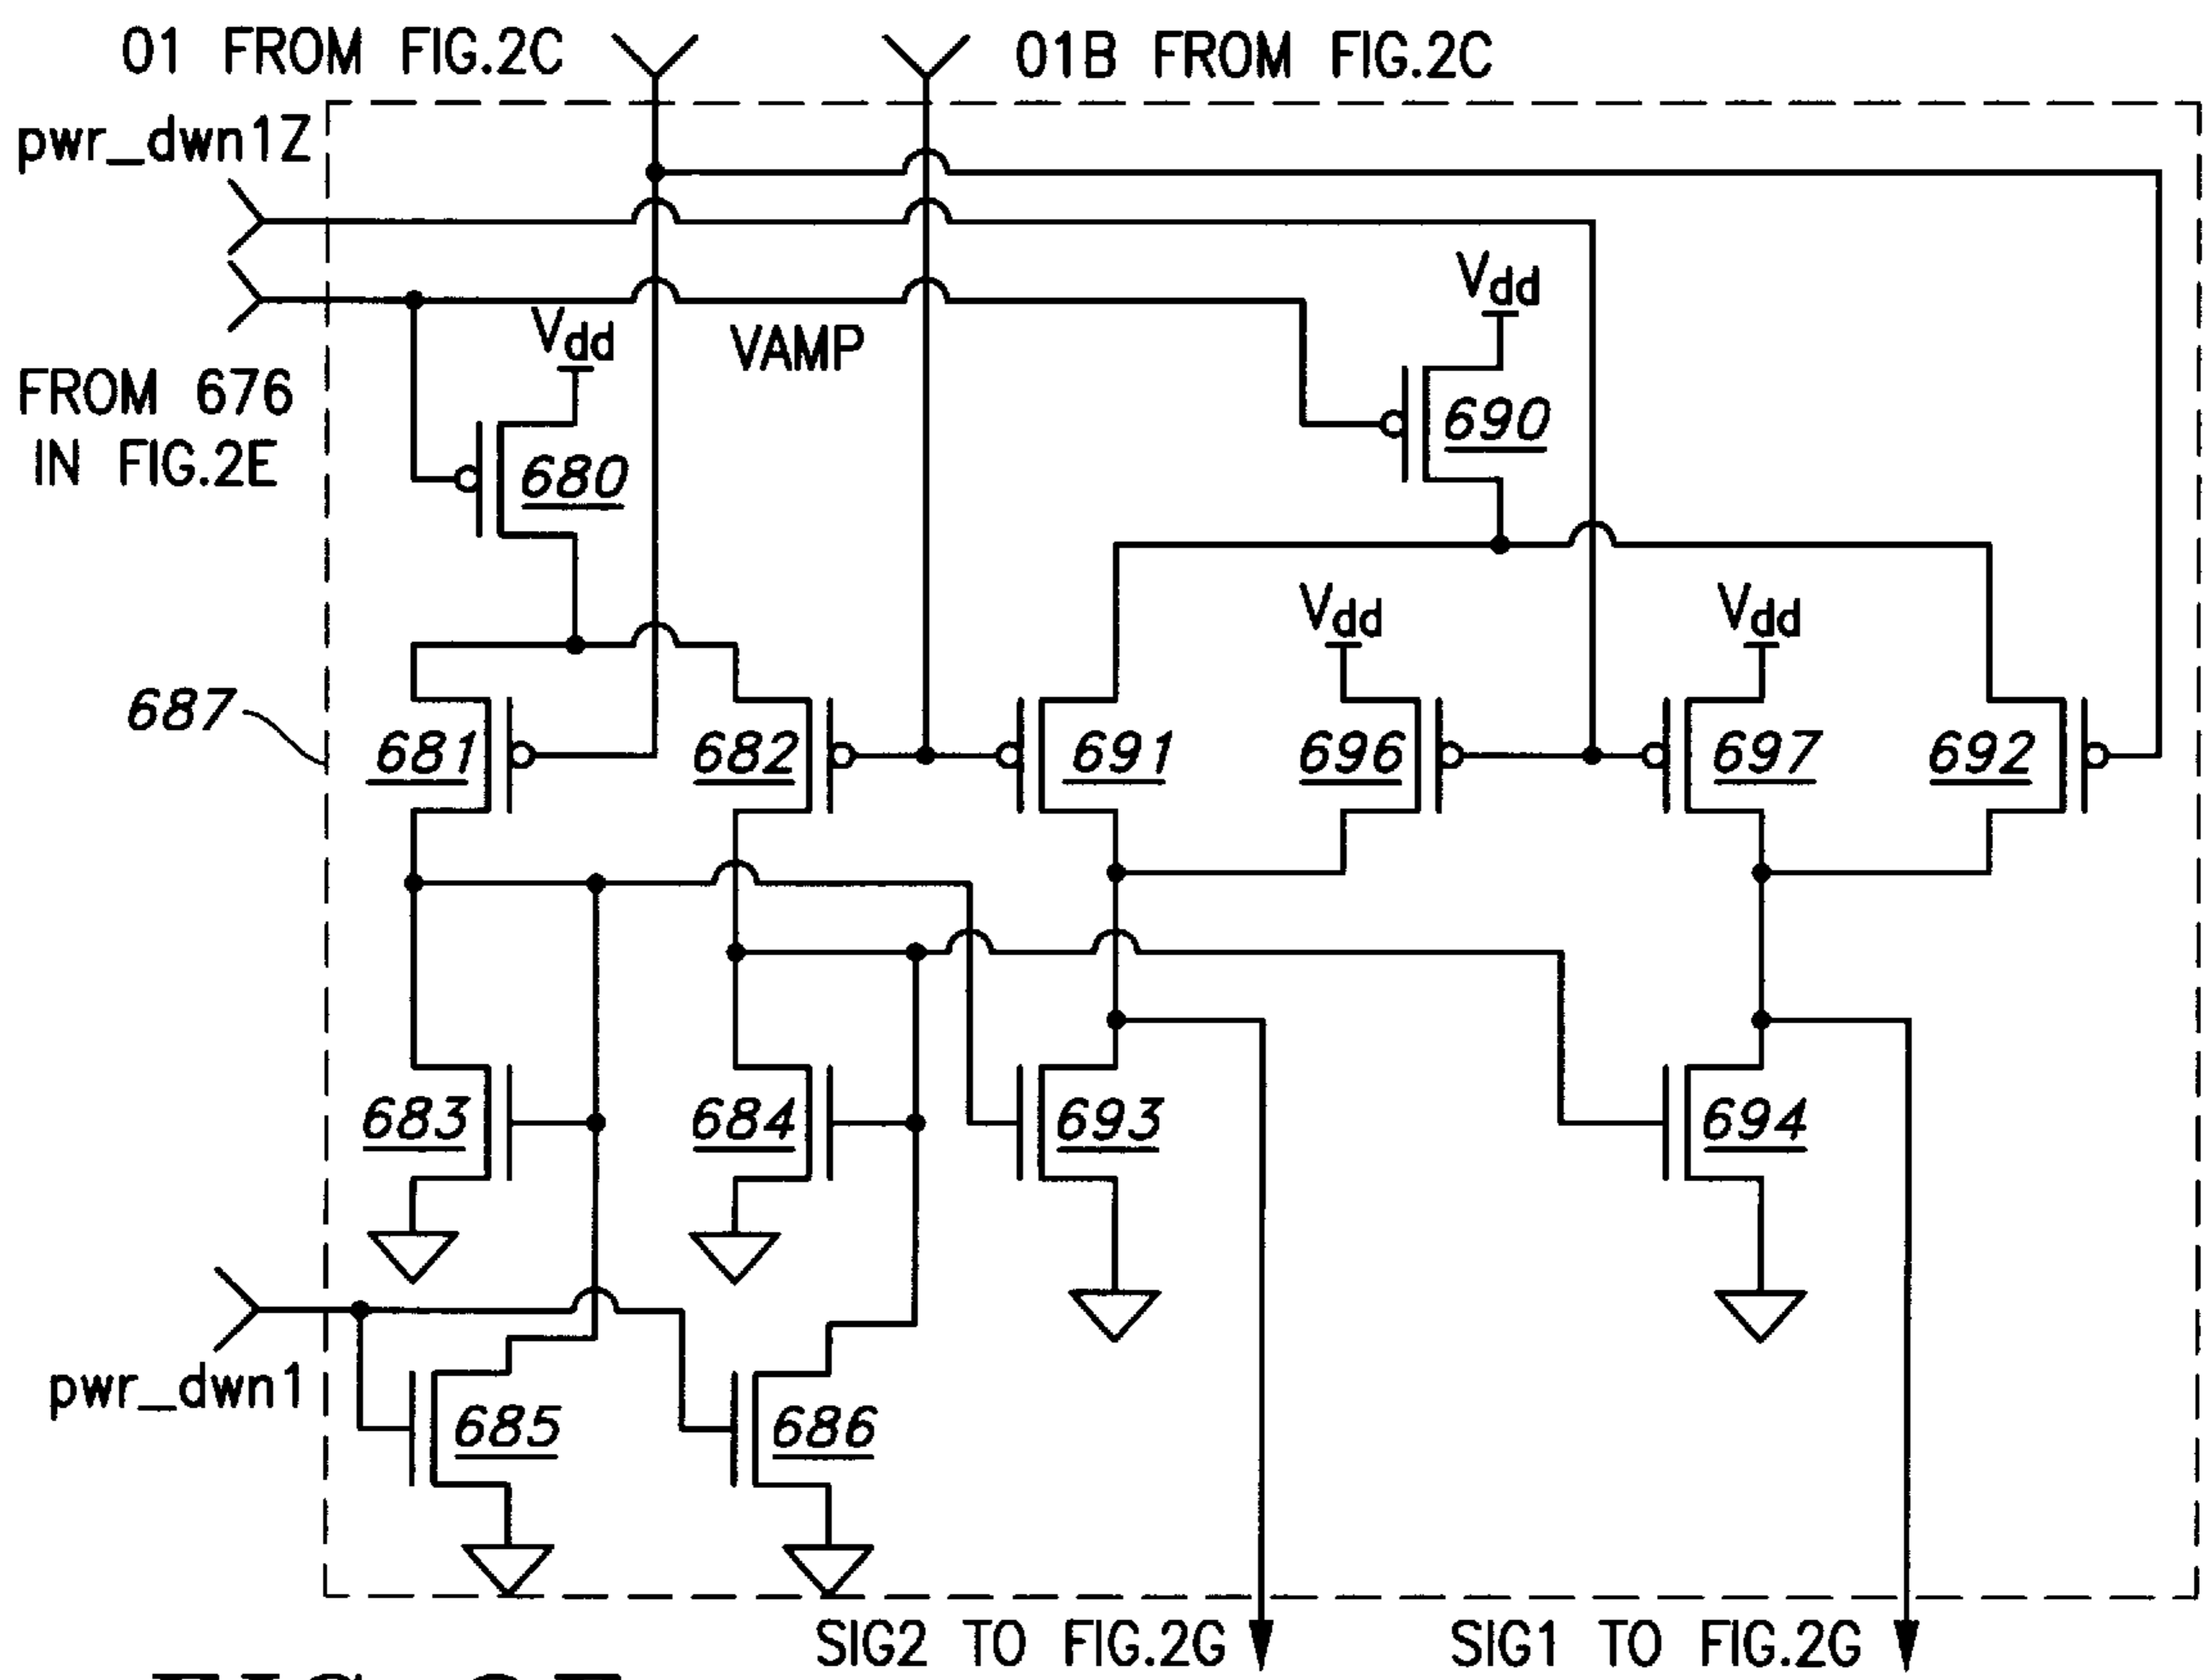 01 FROM FIG.2C
01B FROM FIG.2C
pwr_dwn1Z
Vdd
Vdd
VAMP
FROM 676
IN FIG.2E
690
680
Vdd
Vdd
687
681
682
691
696
697
692
683
684
693
694
pwr_dwn1
685
686
SIG2 TO FIG.2G
SIG1 TO FIG.2G